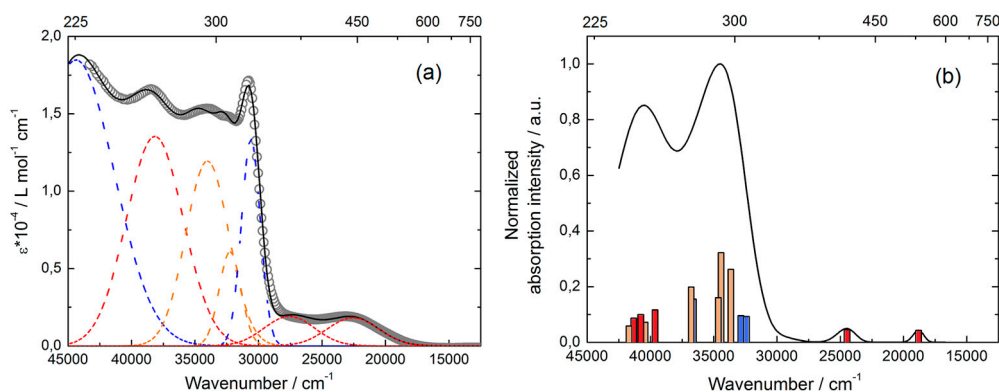 225 300 450 600 750
(a)
2,0
1,5
1,0
0,5
0,0
ε*10⁻⁴ / L mol⁻¹ cm⁻¹
45000 40000 35000 30000 25000 20000 15000
Wavenumber / cm⁻¹
225 300 450 600 750
(b)
1,0
0,8
0,6
0,4
0,2
0,0
Normalized
absorption intensity / a.u.
45000 40000 35000 30000 25000 20000 15000
Wavenumber / cm⁻¹